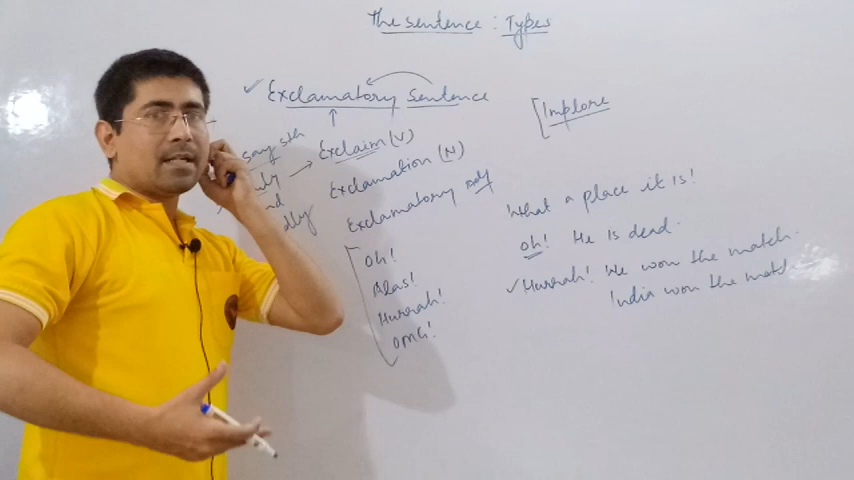 The sentence : Types
✓ Exclamatory Sentence
[Implore
say sth
→ Exclaim (V)
Exclamation (N)
Exclamatory adj
dly
Oh!
Alas!
Hurrah!
OMG!
What a place it is!
Oh! He is dead.
✓ Hurrah! We won the match.
India won the match